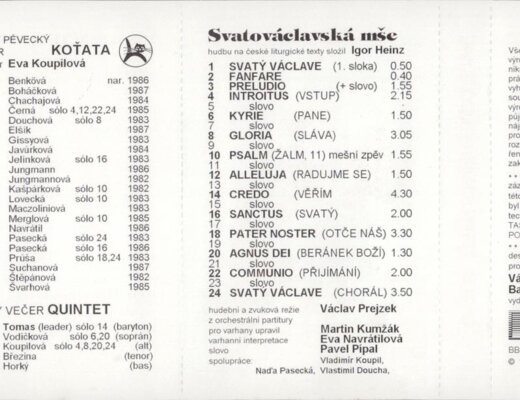 PĚVECKÝ
KOŤATA
Eva Koupilová
Benková nar. 1986
Boháčková 1987
Chachajová 1984
Černá sólo 4,12,22,24 1985
Douchová sólo 8 1983
Elšík 1987
Gissyová 1983
Javůrková 1984
Jelínková sólo 16 1983
Jungmann 1986
Jungmannová 1982
Kašpárková sólo 10 1982
Lovecká sólo 10 1983
Maczoliniová 1983
Merglová sólo 10 1985
Navrátil 1986
Pasecká sólo 24 1983
Pasecká sólo 16 1986
Průša sólo 18,24 1983
Suchanová 1987
Štěpánová 1982
Švarhová 1985
VEČER QUINTET
Tomas (leader) sólo 14 (baryton)
Vodičková sólo 6,20 (soprán)
Koupilová sólo 4,8,20,24 (alt)
Březina (tenor)
Horký (bas)
Svatováclavská mše
hudbu na české liturgické texty složil Igor Heinz
1 SVATÝ VÁCLAVE (1. sloka) 0.50
2 FANFARE 0.40
3 PRELUDIO (+ slovo) 1.55
4 INTROITUS (VSTUP) 2.15
5 slovo
6 KYRIE (PANE) 1.50
7 slovo
8 GLORIA (SLÁVA) 3.05
9 slovo
10 PSALM (ŽALM, 11) mešní zpěv 1.55
11 slovo
12 ALLELUJA (RADUJME SE) 1.50
13 slovo
14 CREDO (VĚŘÍM 4.30
15 slovo
16 SANCTUS (SVATÝ) 2.00
17 slovo
18 PATER NOSTER (OTČE NÁŠ) 3.30
19 slovo
20 AGNUS DEI (BERÁNEK BOŽÍ) 1.30
21 slovo
22 COMMUNIO (PŘIJÍMÁNÍ) 2.00
23 slovo
24 SVATÝ VÁCLAVE (CHORÁL) 3.50
hudební a zvuková režie Václav Prejzek
z orchestrální partitury
pro varhany upravil Martin Kumžák
varhanní interpretace Eva Navrátilová
slovo Pavel Pipal
spolupráce: Vladimír Koupil,
Naďa Pasecká, Vlastimil Doucha,